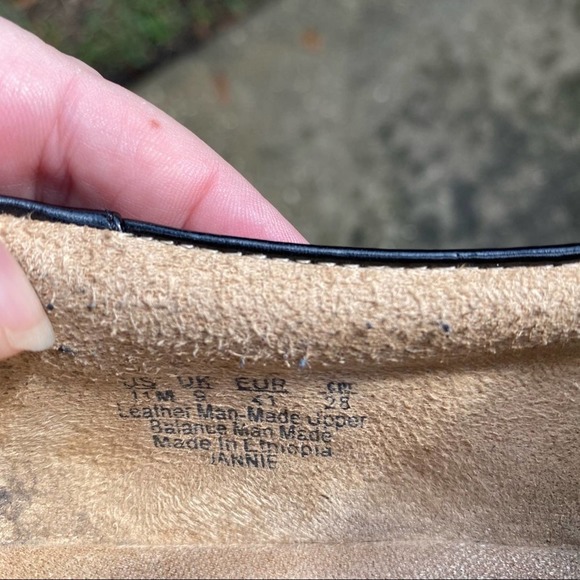 US UK EUR cm
11M 9 41 28
Leather Man-Made Upper
Balance Man Made
Made In Ethiopia
JANNIE